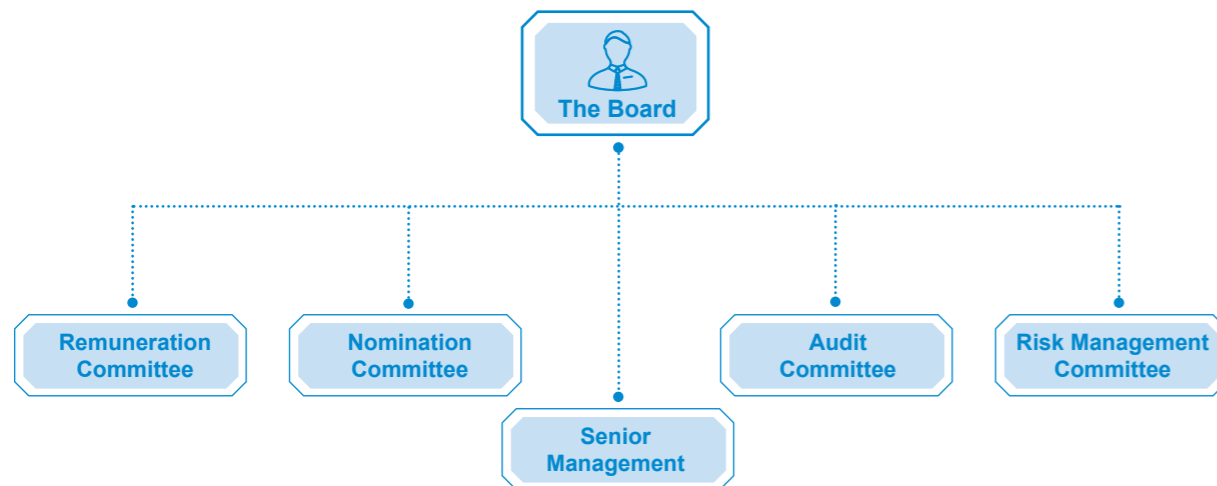 The Board
Remuneration
Committee
Nomination
Committee
Audit
Committee
Risk Management
Committee
Senior
Management